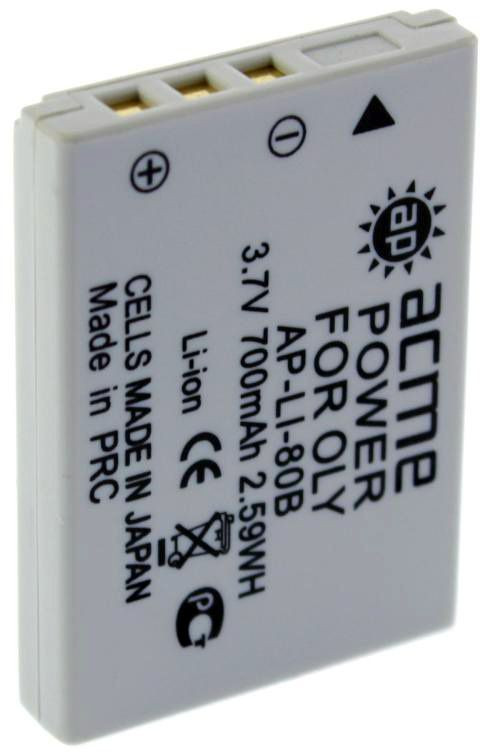 ap
acme
POWER
FOR OLY
AP-LI-80B
3.7V 700mAh 2.59WH
Li-ion CE
CELLS MADE IN JAPAN
Made in PRC